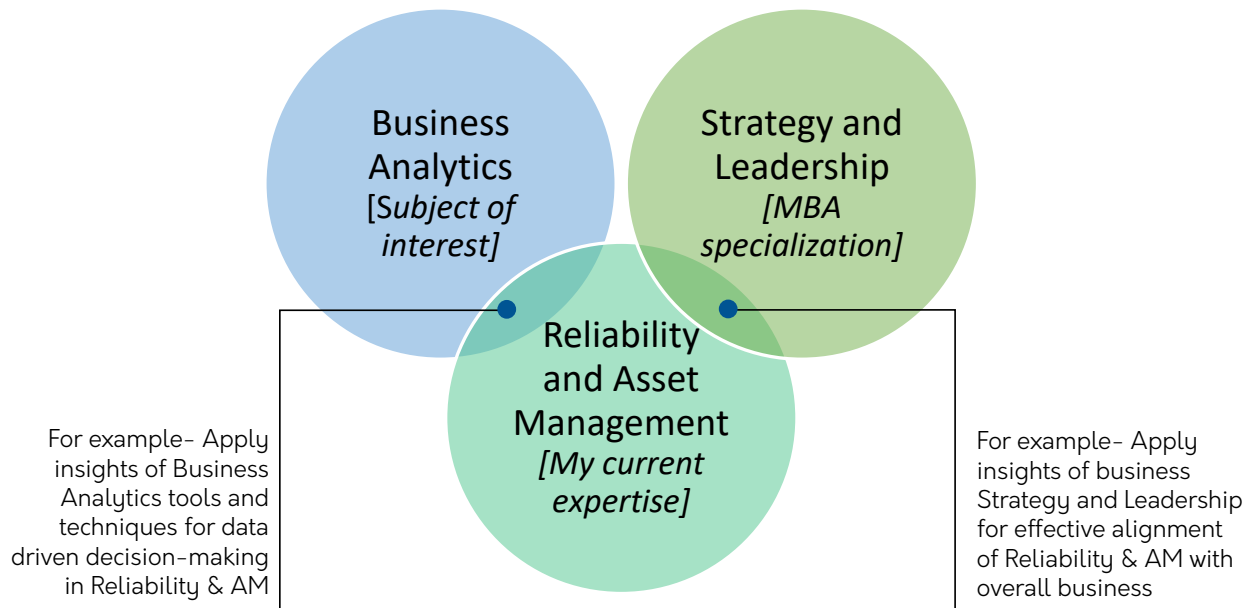 Business
Analytics
[Subject of
interest]
Strategy and
Leadership
[MBA
specialization]
Reliability
and Asset
Management
[My current
expertise]
For example- Apply
insights of Business
Analytics tools and
techniques for data
driven decision-making
in Reliability & AM
For example- Apply
insights of business
Strategy and Leadership
for effective alignment
of Reliability & AM with
overall business